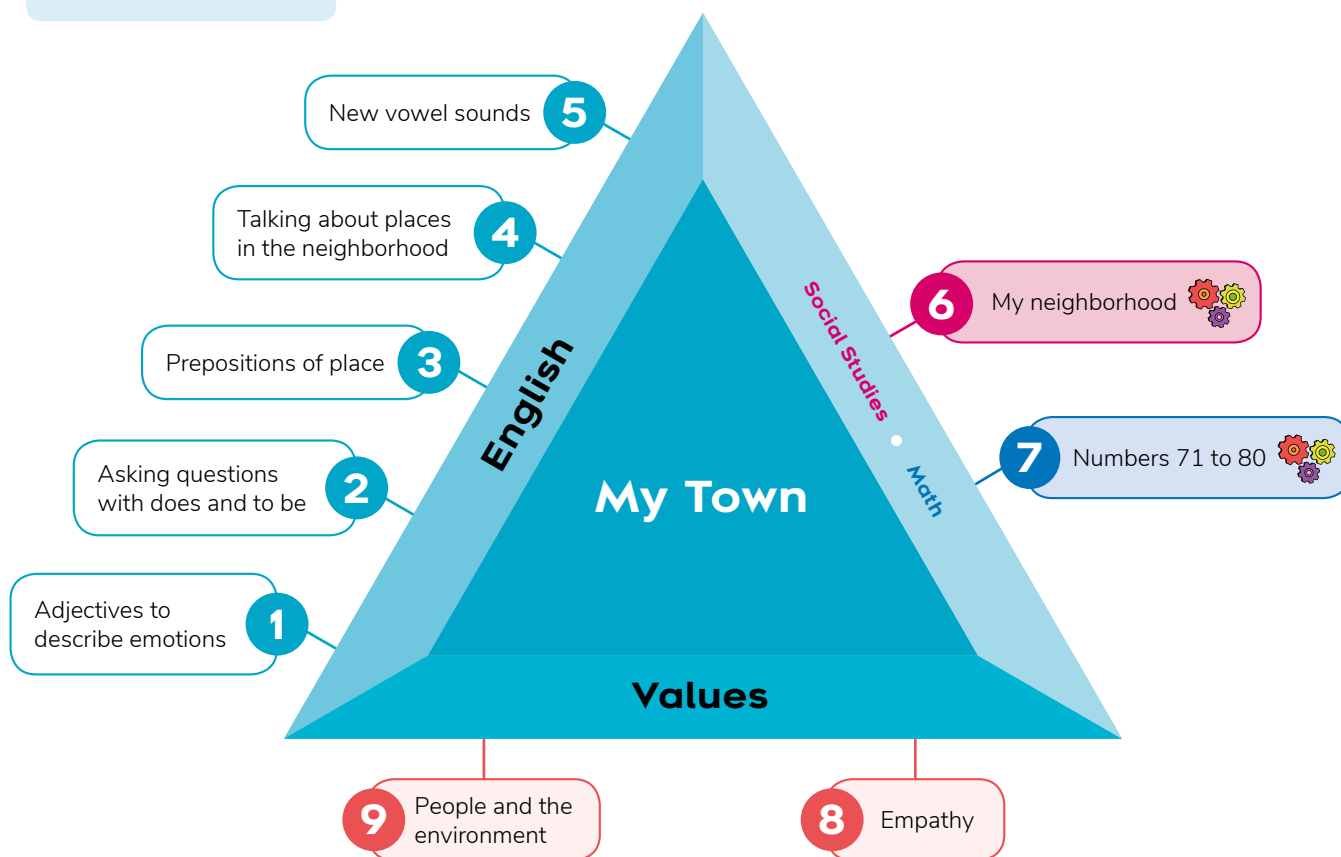 New vowel sounds
5
Talking about places
in the neighborhood
4
Prepositions of place
3
Asking questions
with does and to be
2
Adjectives to
describe emotions
1
English
My Town
Social Studies • Math
6
My neighborhood
7
Numbers 71 to 80
Values
9
People and the
environment
8
Empathy